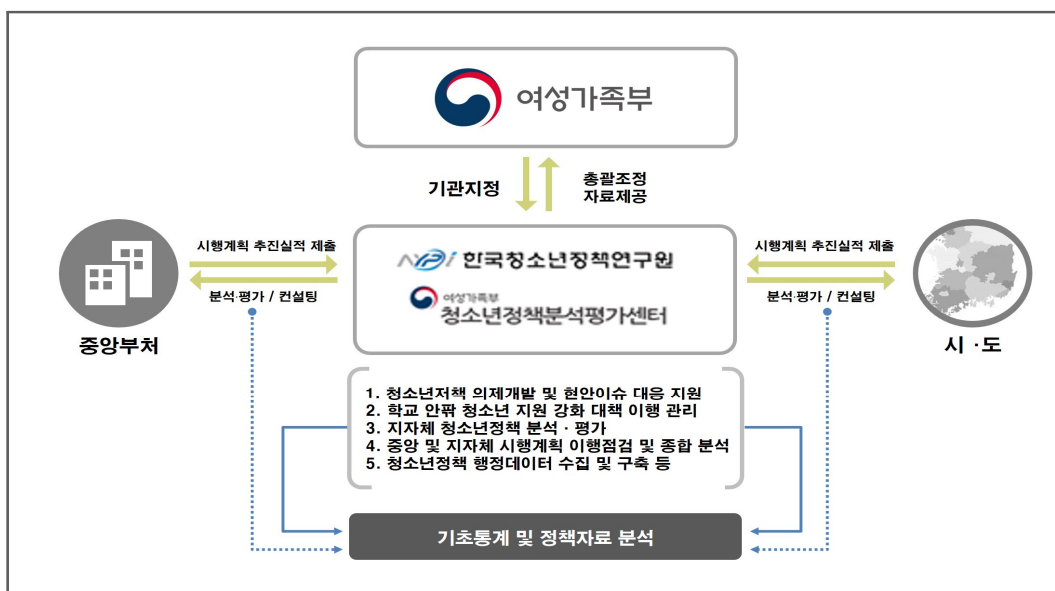 여성가족부
기관지정
총괄조정
자료제공
시행계획 추진실적 제출
분석·평가 / 컨설팅
중앙부처
NYPi 한국청소년정책연구원
여성가족부
청소년정책분석평가센터
시행계획 추진실적 제출
분석·평가 / 컨설팅
시 ·도
1. 청소년저책 의제개발 및 현안이슈 대응 지원
2. 학교 안팎 청소년 지원 강화 대책 이행 관리
3. 지자체 청소년정책 분석 · 평가
4. 중앙 및 지자체 시행계획 이행점검 및 종합 분석
5. 청소년정책 행정데이터 수집 및 구축 등
기초통계 및 정책자료 분석